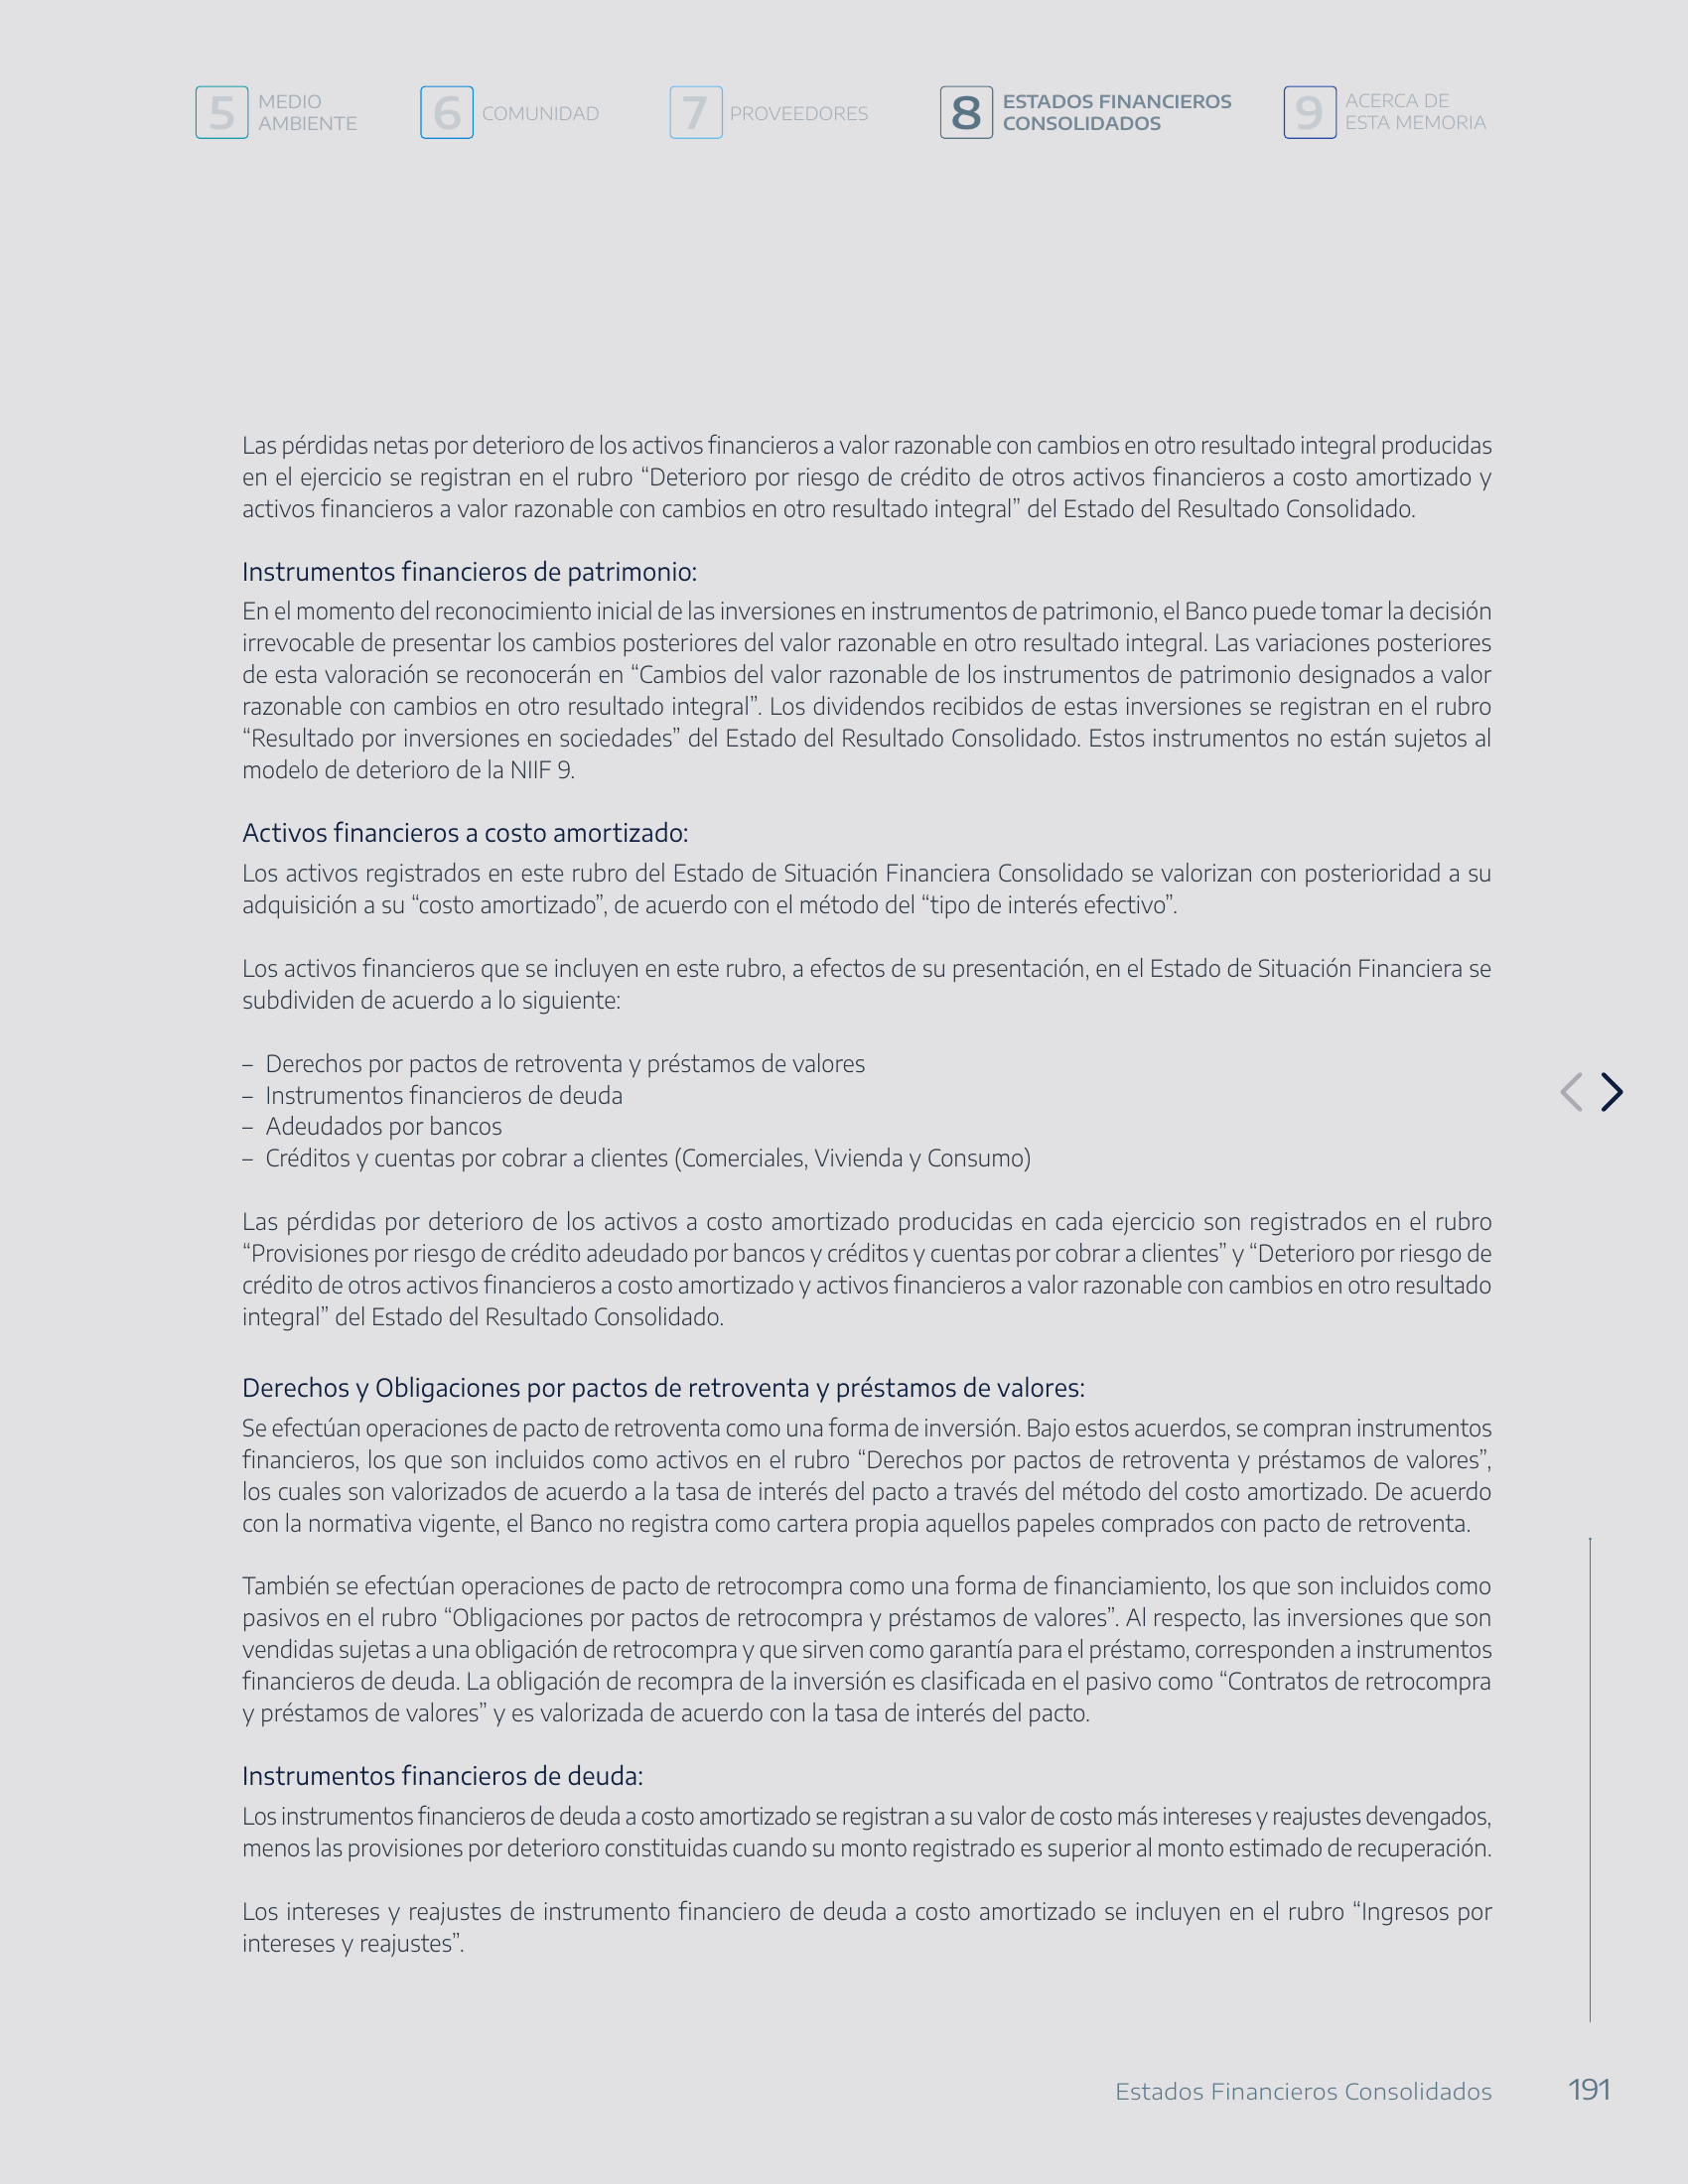 5 MEDIO AMBIENTE
6 COMUNIDAD
7 PROVEEDORES
8 ESTADOS FINANCIEROS CONSOLIDADOS
9 ACERCA DE ESTA MEMORIA
Las pérdidas netas por deterioro de los activos financieros a valor razonable con cambios en otro resultado integral producidas
en el ejercicio se registran en el rubro “Deterioro por riesgo de crédito de otros activos financieros a costo amortizado y
activos financieros a valor razonable con cambios en otro resultado integral” del Estado del Resultado Consolidado.
Instrumentos financieros de patrimonio:
En el momento del reconocimiento inicial de las inversiones en instrumentos de patrimonio, el Banco puede tomar la decisión
irrevocable de presentar los cambios posteriores del valor razonable en otro resultado integral. Las variaciones posteriores
de esta valoración se reconocerán en “Cambios del valor razonable de los instrumentos de patrimonio designados a valor
razonable con cambios en otro resultado integral”. Los dividendos recibidos de estas inversiones se registran en el rubro
“Resultado por inversiones en sociedades” del Estado del Resultado Consolidado. Estos instrumentos no están sujetos al
modelo de deterioro de la NIIF 9.
Activos financieros a costo amortizado:
Los activos registrados en este rubro del Estado de Situación Financiera Consolidado se valorizan con posterioridad a su
adquisición a su “costo amortizado”, de acuerdo con el método del “tipo de interés efectivo”.
Los activos financieros que se incluyen en este rubro, a efectos de su presentación, en el Estado de Situación Financiera se
subdividen de acuerdo a lo siguiente:
– Derechos por pactos de retroventa y préstamos de valores
– Instrumentos financieros de deuda
– Adeudados por bancos
– Créditos y cuentas por cobrar a clientes (Comerciales, Vivienda y Consumo)
Las pérdidas por deterioro de los activos a costo amortizado producidas en cada ejercicio son registrados en el rubro
“Provisiones por riesgo de crédito adeudado por bancos y créditos y cuentas por cobrar a clientes” y “Deterioro por riesgo de
crédito de otros activos financieros a costo amortizado y activos financieros a valor razonable con cambios en otro resultado
integral” del Estado del Resultado Consolidado.
Derechos y Obligaciones por pactos de retroventa y préstamos de valores:
Se efectúan operaciones de pacto de retroventa como una forma de inversión. Bajo estos acuerdos, se compran instrumentos
financieros, los que son incluidos como activos en el rubro “Derechos por pactos de retroventa y préstamos de valores”,
los cuales son valorizados de acuerdo a la tasa de interés del pacto a través del método del costo amortizado. De acuerdo
con la normativa vigente, el Banco no registra como cartera propia aquellos papeles comprados con pacto de retroventa.
También se efectúan operaciones de pacto de retrocompra como una forma de financiamiento, los que son incluidos como
pasivos en el rubro “Obligaciones por pactos de retrocompra y préstamos de valores”. Al respecto, las inversiones que son
vendidas sujetas a una obligación de retrocompra y que sirven como garantía para el préstamo, corresponden a instrumentos
financieros de deuda. La obligación de recompra de la inversión es clasificada en el pasivo como “Contratos de retrocompra
y préstamos de valores” y es valorizada de acuerdo con la tasa de interés del pacto.
Instrumentos financieros de deuda:
Los instrumentos financieros de deuda a costo amortizado se registran a su valor de costo más intereses y reajustes devengados,
menos las provisiones por deterioro constituidas cuando su monto registrado es superior al monto estimado de recuperación.
Los intereses y reajustes de instrumento financiero de deuda a costo amortizado se incluyen en el rubro “Ingresos por
intereses y reajustes”.
Estados Financieros Consolidados 191